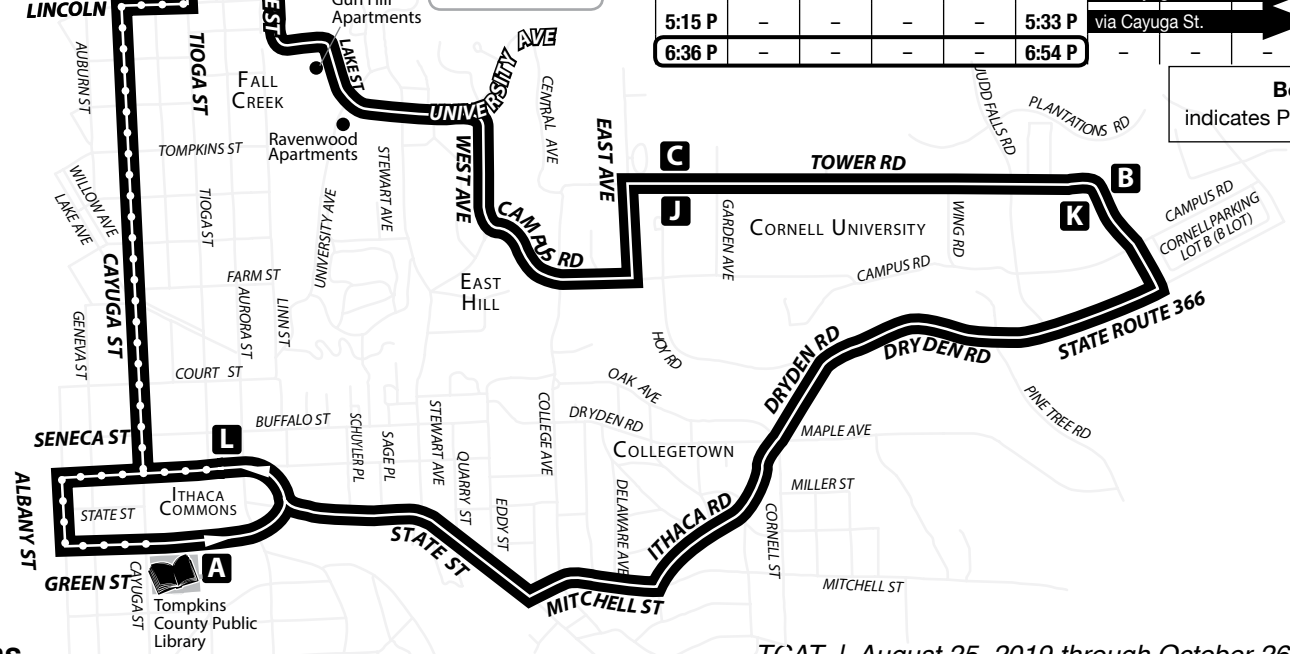 LINCOLN
Gun Hill
Apartments
5:15 P – – – – 5:33 P via Cayuga St.
6:36 P – – – – 6:54 P – – –
indicates P
AUBURN ST
TIOGA ST
LAKE ST
FALL
CREEK
UNIVERSITY AVE
CENTRAL AVE
JUDD FALLS RD
PLANTATIONS RD
TOMPKINS ST
Ravenwood
Apartments
STEWART AVE
WEST AVE
EAST AVE
C
TOWER RD
B
WILLOW AVE
LAKE AVE
TIOGA ST
UNIVERSITY AVE
CAMPUS RD
J
GARDEN AVE
CORNELL UNIVERSITY
WING RD
K
CAMPUS RD
CORNELL PARKING
LOT B (B LOT)
CAYUGA ST
FARM ST
EAST
HILL
CAMPUS RD
GENEVA ST
AURORA ST
LINN ST
HOY RD
DRYDEN RD
DRYDEN RD
STATE ROUTE 366
COURT ST
OAK AVE
PINE TREE RD
SENECA ST
L
BUFFALO ST
SCHUYLER PL
SAGE PL
STEWART AVE
QUARRY ST
COLLEGE AVE
DRYDEN RD
COLLEGETOWN
MAPLE AVE
ALBANY ST
STATE ST
ITHACA
COMMONS
EDDY ST
DELAWARE AVE
ITHACA RD
MILLER ST
CORNELL ST
STATE ST
GREEN ST
CAYUGA ST
A
MITCHELL ST
MITCHELL ST
Tompkins
County Public
Library
TCAT | August 25, 2019 through October 26